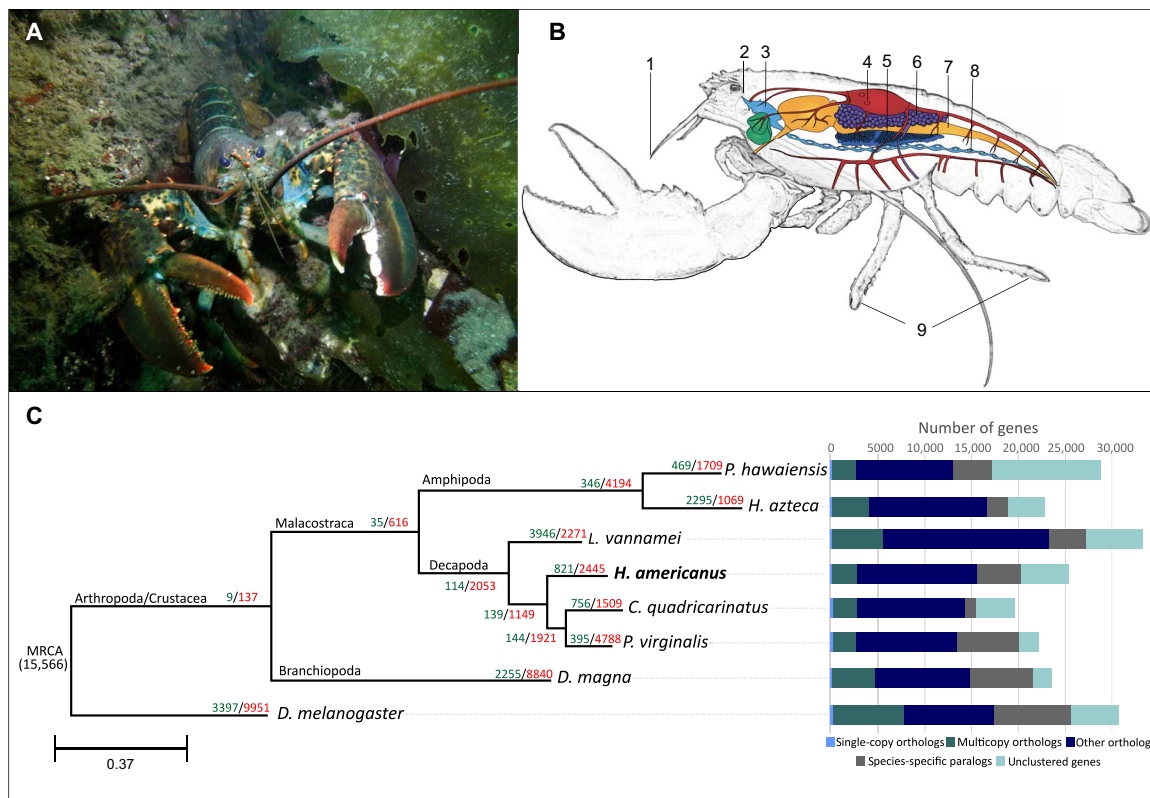 A
B
1
2
3
4
5
6
7
8
9
C
Number of genes
0 5000 10,000 15,000 20,000 25,000 30,000
469/1709 P. hawaiensis
Amphipoda 346/4194
2295/1069 H. azteca
Malacostraca 35/616
3946/2271 L. vannamei
Decapoda 821/2445 H. americanus
114/2053
Arthropoda/Crustacea 9/137
756/1509 C. quadricarinatus
139/1149
144/1921 395/4788 P. virginalis
MRCA
(15,566)
Branchiopoda 2255/8840 D. magna
3397/9951 D. melanogaster
0.37
Single-copy orthologs Multicopy orthologs Other ortholog
Species-specific paralogs Unclustered genes